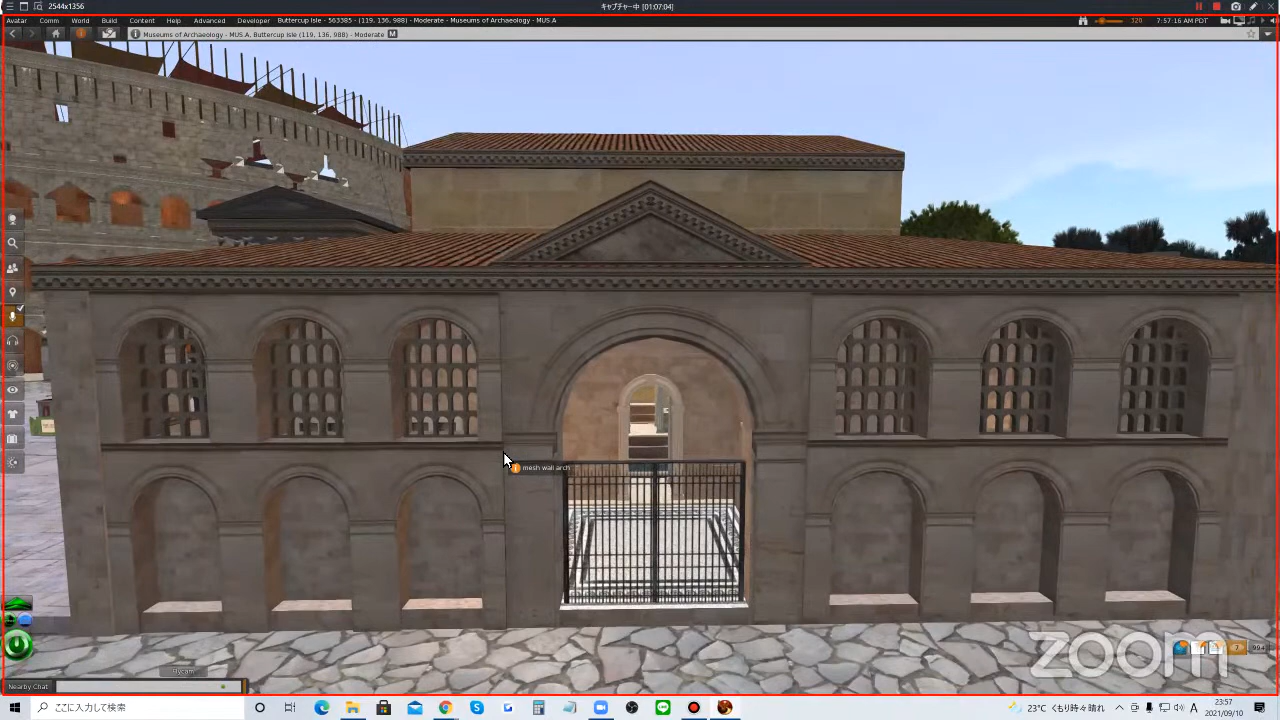 2544x1356
キャプチャー中 [01:07:04]
Avatar Comm World Build Content Help Advanced Developer Buttercup Isle - 563385 - (119, 136, 988) - Moderate - Museums of Archaeology - MUS.A 320 7:57:16 AM PDT
Museums of Archaeology - MUS.A, Buttercup Isle (119, 136, 988) - Moderate M
mesh wall arch
Flycam
zoom
Nearby Chat
ここに入力して検索
23°C くもり時々晴れ
A
23:57
2021/09/10